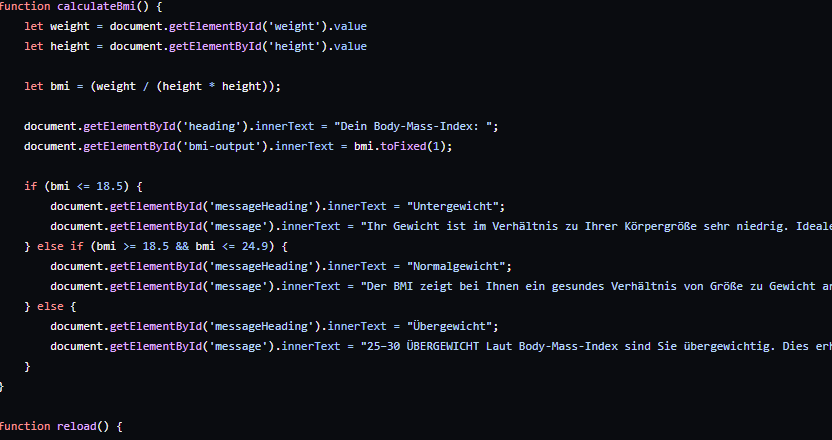 function calculateBmi() {
    let weight = document.getElementById('weight').value
    let height = document.getElementById('height').value
    let bmi = (weight / (height * height));
    document.getElementById('heading').innerText = "Dein Body-Mass-Index: ";
    document.getElementById('bmi-output').innerText = bmi.toFixed(1);
    if (bmi <= 18.5) {
        document.getElementById('messageHeading').innerText = "Untergewicht";
        document.getElementById('message').innerText = "Ihr Gewicht ist im Verhältnis zu Ihrer Körpergröße sehr niedrig. Ideale
    } else if (bmi >= 18.5 && bmi <= 24.9) {
        document.getElementById('messageHeading').innerText = "Normalgewicht";
        document.getElementById('message').innerText = "Der BMI zeigt bei Ihnen ein gesundes Verhältnis von Größe zu Gewicht an
    } else {
        document.getElementById('messageHeading').innerText = "Übergewicht";
        document.getElementById('message').innerText = "25–30 ÜBERGEWICHT Laut Body-Mass-Index sind Sie übergewichtig. Dies erh
    }
}
function reload() {